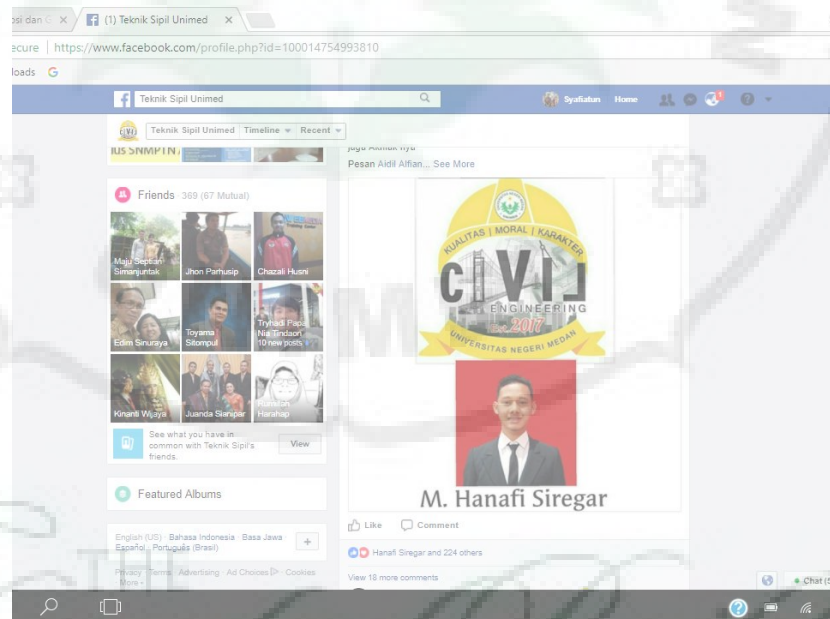 (1) Teknik Sipil Unimed
https://www.facebook.com/profile.php?id=100014754993810
loads
Teknik Sipil Unimed
Syafiatun Home
Teknik Sipil Unimed Timeline Recent
IUS SNMPTN
Pesan Aidil Alfian... See More
Friends · 369 (67 Mutual)
Maju Septian
Simanjuntak
Jhon Parhusip
Chazali Husni
Edim Sinuraya
Toyama
Sitompul
Tryhadi Papa
Nia Tindaon
10 new posts
Kinanti Wijaya
Juanda Sianipar
Harahap
See what you have in
common with Teknik Sipil's
friends.
View
Featured Albums
English (US) · Bahasa Indonesia · Basa Jawa
Español · Português (Brasil)
Privacy · Terms · Advertising · Ad Choices · Cookies
More
KUALITAS | MORAL | KARAKTER
CIVIL
ENGINEERING
Est. 2017
UNIVERSITAS NEGERI MEDAN
M. Hanafi Siregar
Like Comment
Hanafi Siregar and 224 others
View 18 more comments
Chat
THE